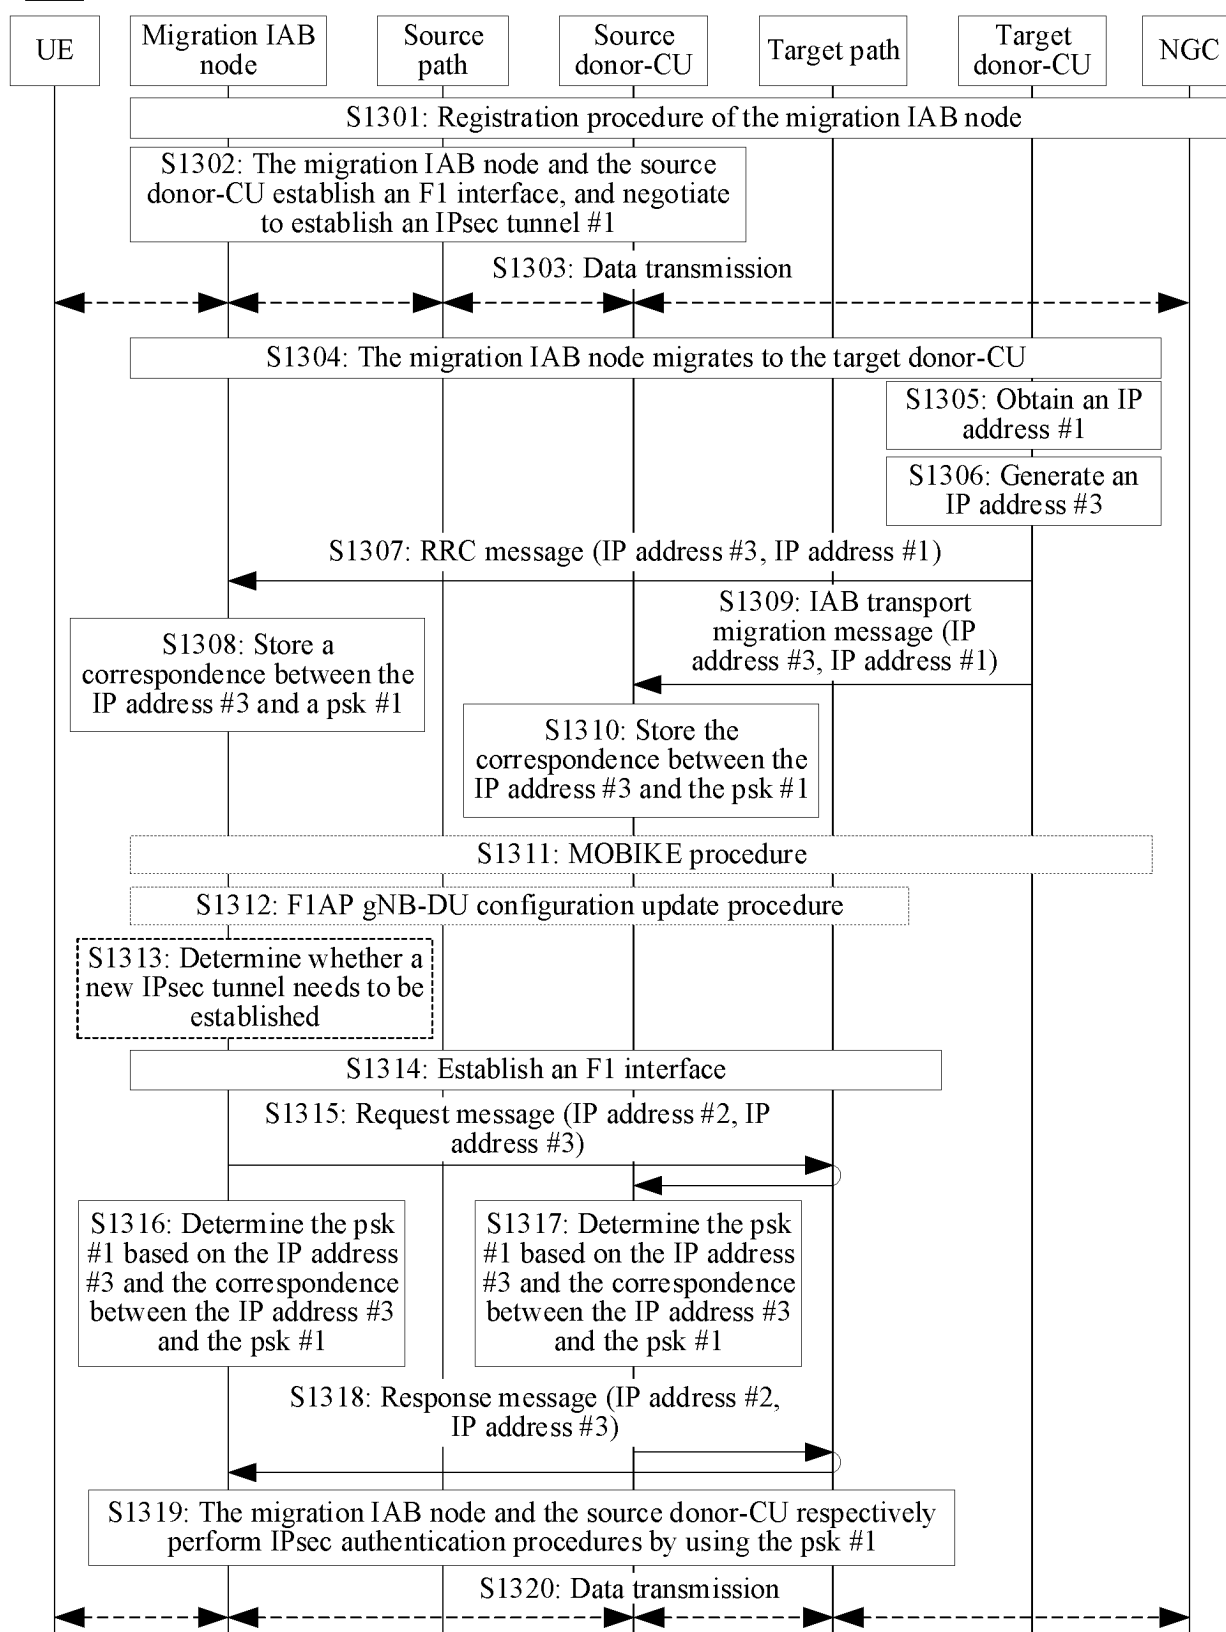 UE
Migration IAB
node
Source
path
Source
donor-CU
Target path
Target
donor-CU
NGC
S1301: Registration procedure of the migration IAB node
S1302: The migration IAB node and the source
donor-CU establish an F1 interface, and negotiate
to establish an IPsec tunnel #1
S1303: Data transmission
S1304: The migration IAB node migrates to the target donor-CU
S1305: Obtain an IP
address #1
S1306: Generate an
IP address #3
S1307: RRC message (IP address #3, IP address #1)
S1309: IAB transport
migration message (IP
address #3, IP address #1)
S1308: Store a
correspondence between the
IP address #3 and a psk #1
S1310: Store the
correspondence between the
IP address #3 and the psk #1
S1311: MOBIKE procedure
S1312: F1AP gNB-DU configuration update procedure
S1313: Determine whether a
new IPsec tunnel needs to be
established
S1314: Establish an F1 interface
S1315: Request message (IP address #2, IP
address #3)
S1316: Determine the psk
#1 based on the IP address
#3 and the correspondence
between the IP address #3
and the psk #1
S1317: Determine the psk
#1 based on the IP address
#3 and the correspondence
between the IP address #3
and the psk #1
S1318: Response message (IP address #2,
IP address #3)
S1319: The migration IAB node and the source donor-CU respectively
perform IPsec authentication procedures by using the psk #1
S1320: Data transmission